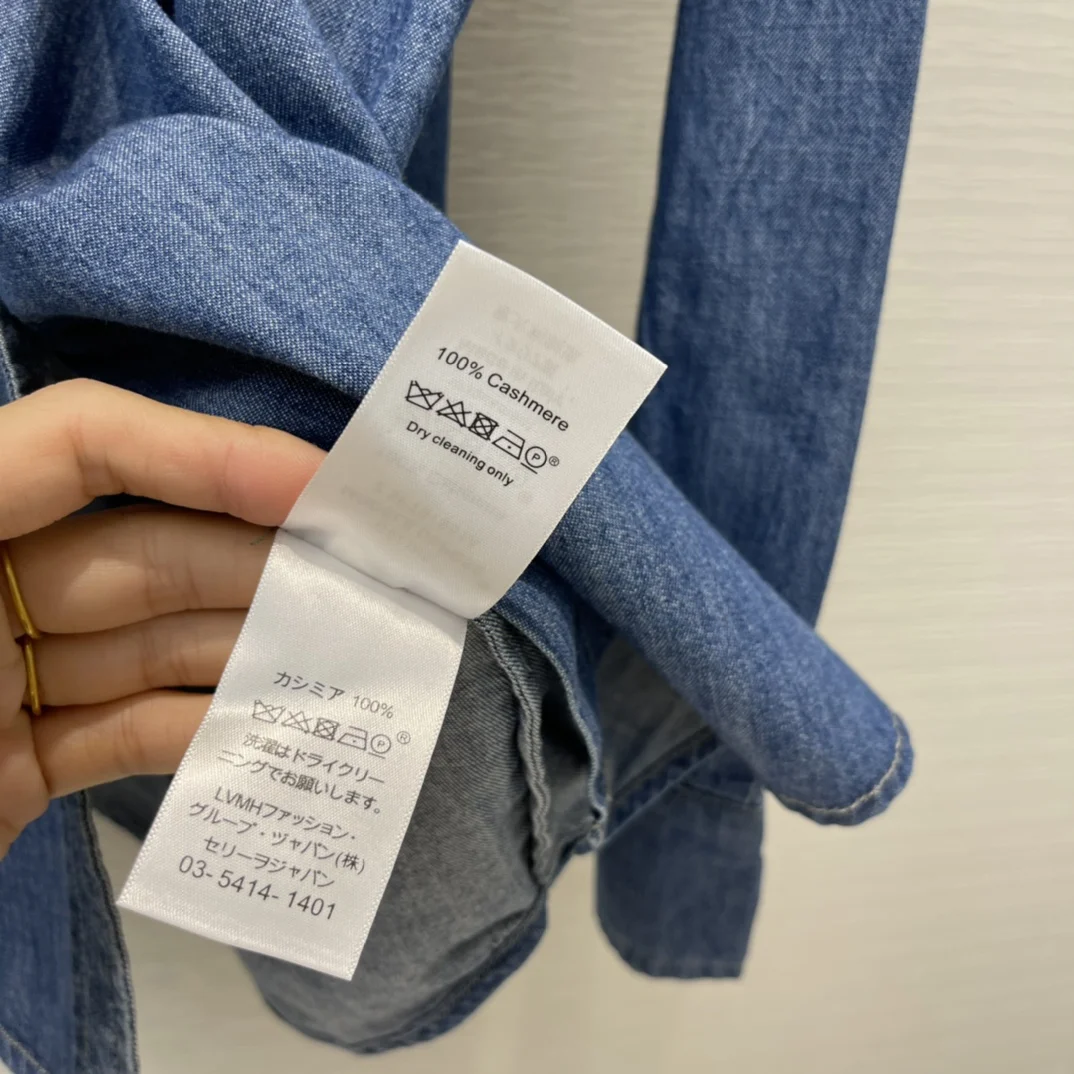 100% Cashmere
P®
Dry cleaning only
カシミア 100%
P®
洗濯はドライクリー
ニングでお願いします。
LVMHファッション・
グループ・ヅャパン(株)
セリーヲジャパン
03-5414-1401